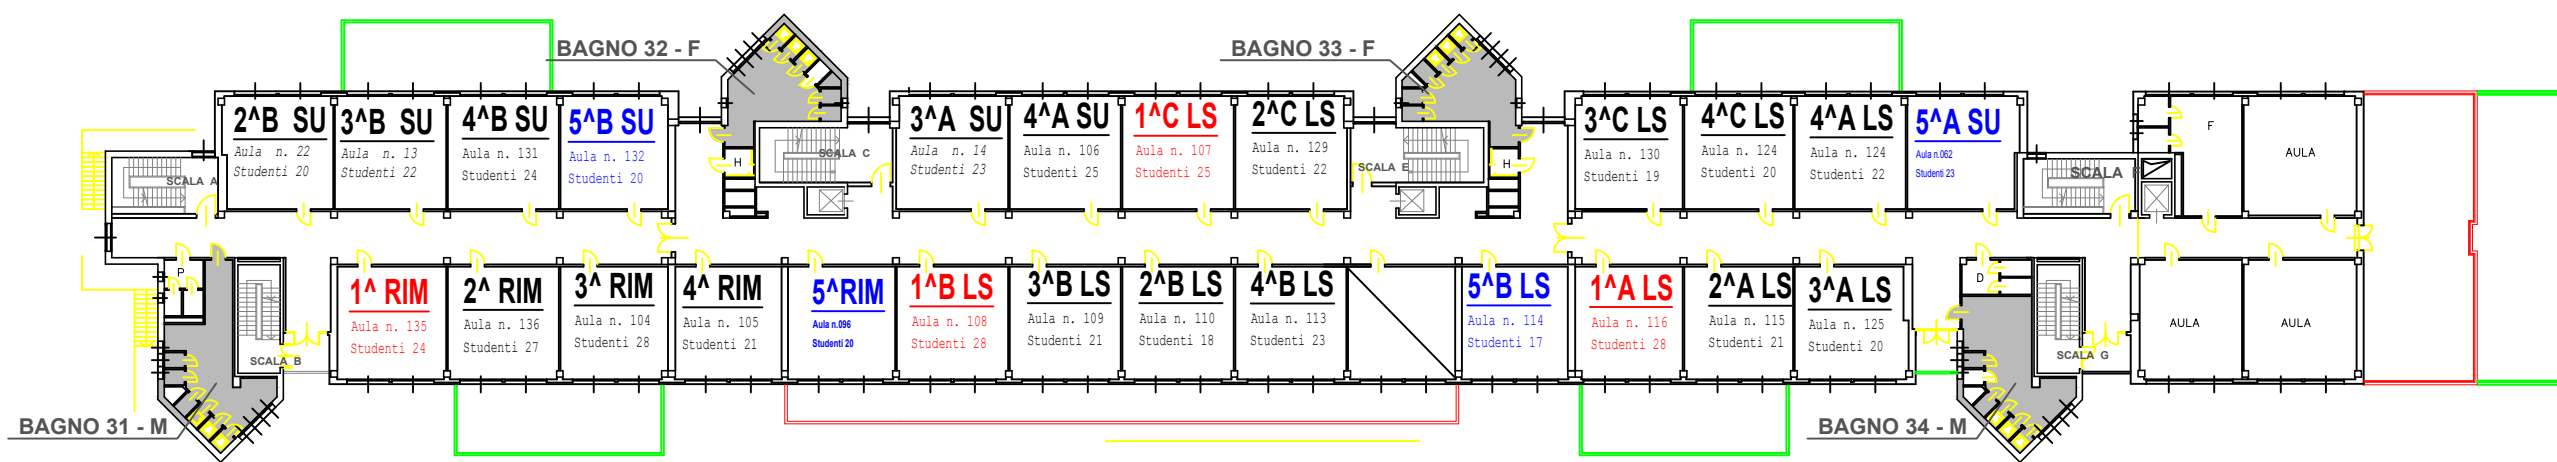 BAGNO 32 - F
BAGNO 33 - F
2^B SU
Aula n. 22
Studenti 20
3^B SU
Aula n. 13
Studenti 22
4^B SU
Aula n. 131
Studenti 24
5^B SU
Aula n. 132
Studenti 20
3^A SU
Aula n. 14
Studenti 23
4^A SU
Aula n. 106
Studenti 25
1^C LS
Aula n. 107
Studenti 25
2^C LS
Aula n. 129
Studenti 22
3^C LS
Aula n. 130
Studenti 19
4^C LS
Aula n. 124
Studenti 20
4^A LS
Aula n. 124
Studenti 22
5^A SU
Aula n.062
Studenti 23
F
AULA
SCALA A
H
SCALA C
SCALA E
H
SCALA F
P
SCALA B
1^ RIM
Aula n. 135
Studenti 24
2^ RIM
Aula n. 136
Studenti 27
3^ RIM
Aula n. 104
Studenti 28
4^ RIM
Aula n. 105
Studenti 21
5^RIM
Aula n.096
Studenti 20
1^B LS
Aula n. 108
Studenti 28
3^B LS
Aula n. 109
Studenti 21
2^B LS
Aula n. 110
Studenti 18
4^B LS
Aula n. 113
Studenti 23
5^B LS
Aula n. 114
Studenti 17
1^A LS
Aula n. 116
Studenti 28
2^A LS
Aula n. 115
Studenti 21
3^A LS
Aula n. 125
Studenti 20
D
SCALA G
AULA
AULA
BAGNO 31 - M
BAGNO 34 - M